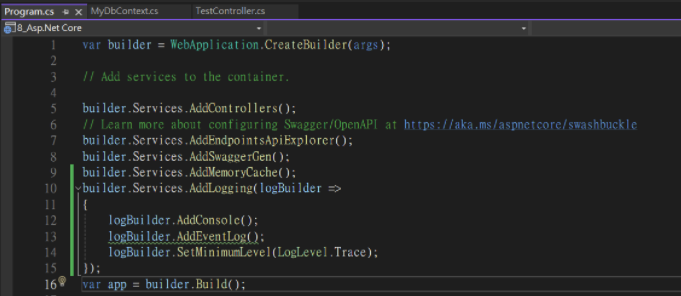 Program.cs
MyDbContext.cs
TestController.cs
8_Asp.Net Core
1 var builder = WebApplication.CreateBuilder(args);
2
3 // Add services to the container.
4
5 builder.Services.AddControllers();
6 // Learn more about configuring Swagger/OpenAPI at https://aka.ms/aspnetcore/swashbuckle
7 builder.Services.AddEndpointsApiExplorer();
8 builder.Services.AddSwaggerGen();
9 builder.Services.AddMemoryCache();
10 builder.Services.AddLogging(logBuilder =>
11 {
12 logBuilder.AddConsole();
13 logBuilder.AddEventLog();
14 logBuilder.SetMinimumLevel(LogLevel.Trace);
15 });
16 var app = builder.Build();